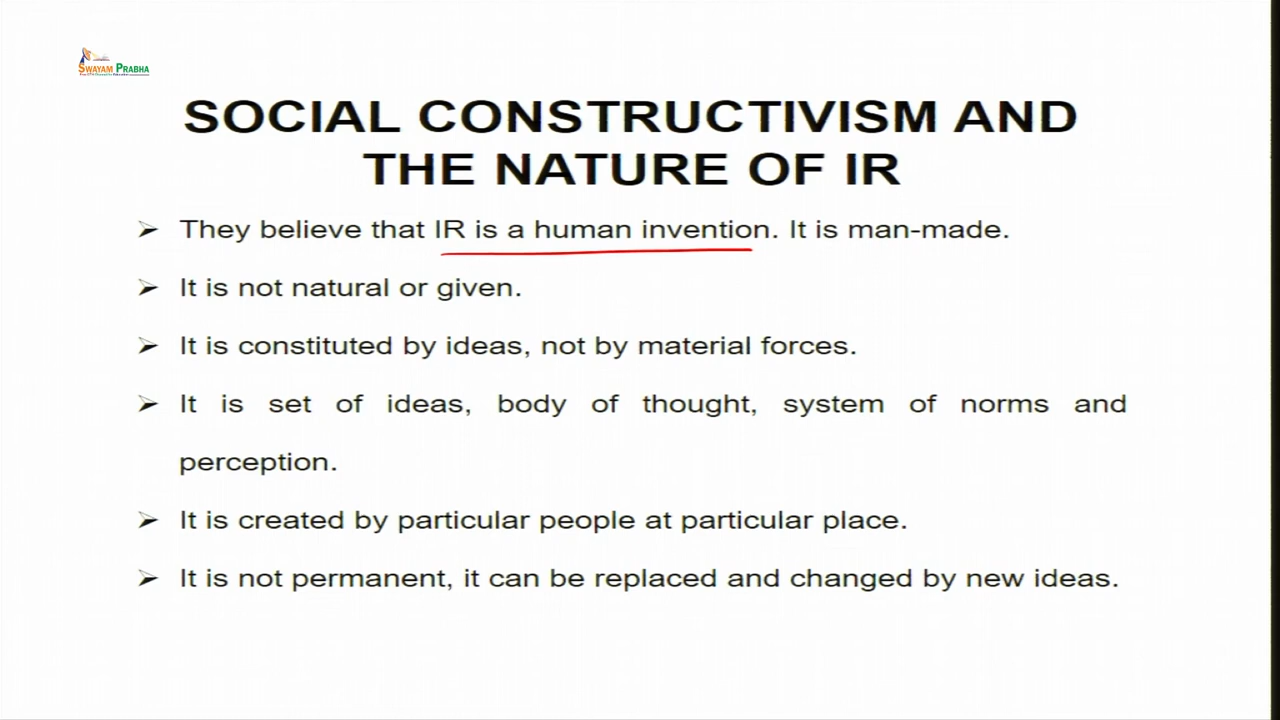 SWAYAM PRABHA
SOCIAL CONSTRUCTIVISM AND
THE NATURE OF IR
➢ They believe that IR is a human invention. It is man-made.
➢ It is not natural or given.
➢ It is constituted by ideas, not by material forces.
➢ It is set of ideas, body of thought, system of norms and
perception.
➢ It is created by particular people at particular place.
➢ It is not permanent, it can be replaced and changed by new ideas.